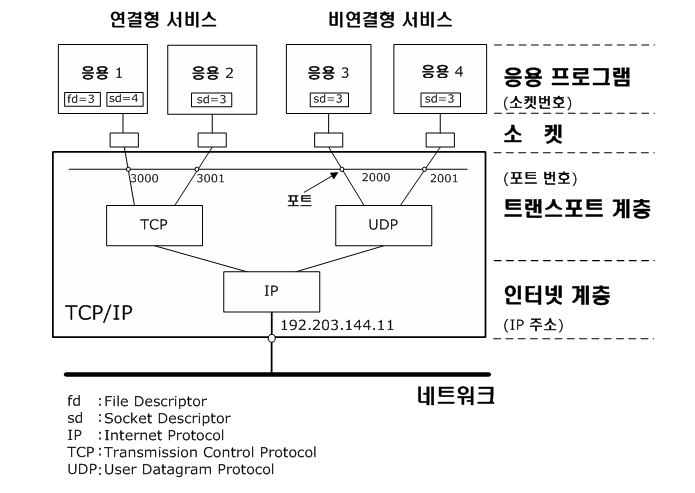 연결형 서비스 비연결형 서비스
응용 1 응용 2 응용 3 응용 4
fd=3 sd=4 sd=3 sd=3 sd=3
응용 프로그램
(소켓번호)
소 켓
3000 3001 2000 2001
(포트 번호)
포트
트랜스포트 계층
TCP UDP
IP
인터넷 계층
TCP/IP
192.203.144.11
(IP 주소)
네트워크
fd :File Descriptor
sd :Socket Descriptor
IP :Internet Protocol
TCP:Transmission Control Protocol
UDP:User Datagram Protocol